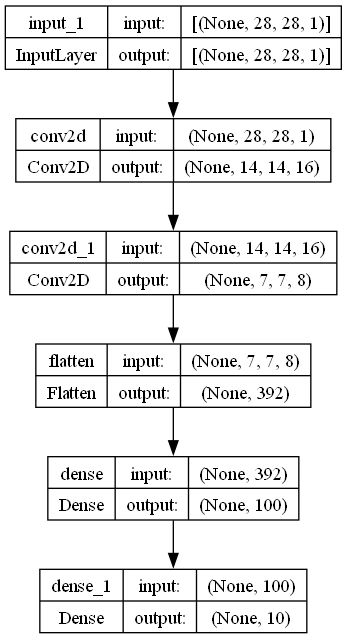 input_1 input: [(None, 28, 28, 1)]
InputLayer output: [(None, 28, 28, 1)]
conv2d input: (None, 28, 28, 1)
Conv2D output: (None, 14, 14, 16)
conv2d_1 input: (None, 14, 14, 16)
Conv2D output: (None, 7, 7, 8)
flatten input: (None, 7, 7, 8)
Flatten output: (None, 392)
dense input: (None, 392)
Dense output: (None, 100)
dense_1 input: (None, 100)
Dense output: (None, 10)